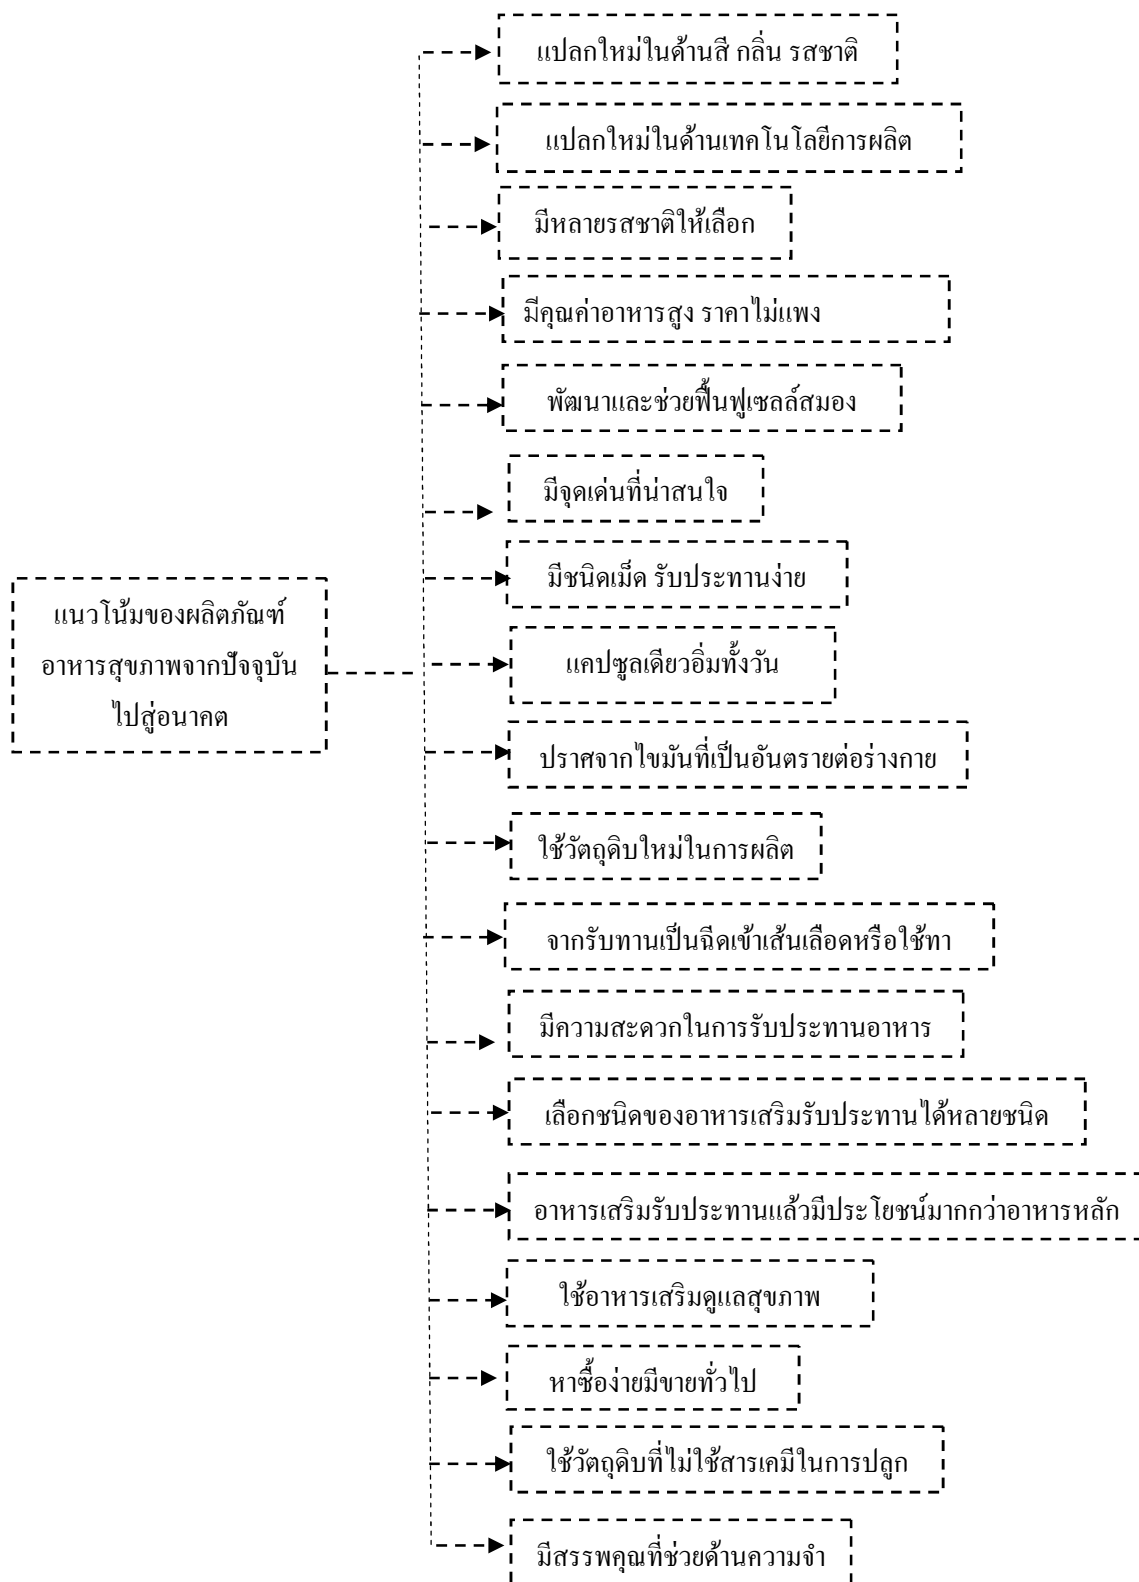 แปลกใหม่ในด้านสี กลิ่น รสชาติ
แปลกใหม่ในด้านเทคโนโลยีการผลิต
มีหลายรสชาติให้เลือก
มีคุณค่าอาหารสูง ราคาไม่แพง
พัฒนาและช่วยฟื้นฟูเซลล์สมอง
มีจุดเด่นที่น่าสนใจ
มีชนิดเม็ด รับประทานง่าย
แนวโน้มของผลิตภัณฑ์
อาหารสุขภาพจากปัจจุบัน
ไปสู่อนาคต
แคปซูลเดียวอิ่มทั้งวัน
ปราศจากไขมันที่เป็นอันตรายต่อร่างกาย
ใช้วัตถุดิบใหม่ในการผลิต
จากรับทานเป็นฉีดเข้าเส้นเลือดหรือใช้ทา
มีความสะดวกในการรับประทานอาหาร
เลือกชนิดของอาหารเสริมรับประทานได้หลายชนิด
อาหารเสริมรับประทานแล้วมีประโยชน์มากกว่าอาหารหลัก
ใช้อาหารเสริมดูแลสุขภาพ
หาซื้อง่ายมีขายทั่วไป
ใช้วัตถุดิบที่ไม่ใช้สารเคมีในการปลูก
มีสรรพคุณที่ช่วยด้านความจำ